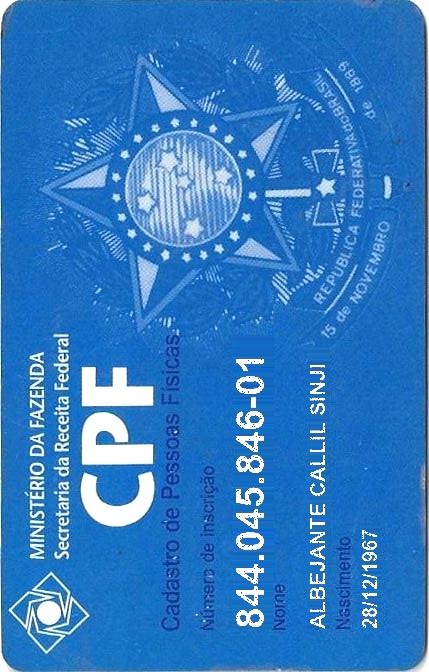 MINISTÉRIO DA FAZENDA
Secretaria da Receita Federal
CPF
Cadastro de Pessoas Físicas
Número de inscrição
844.045.846-01
Nome
ALBEJANTE CALLIL SINJI
Nascimento
28/12/1967
REPUBLICA FEDERATIVA DO BRASIL
15 de NOVEMBRO
de 1889